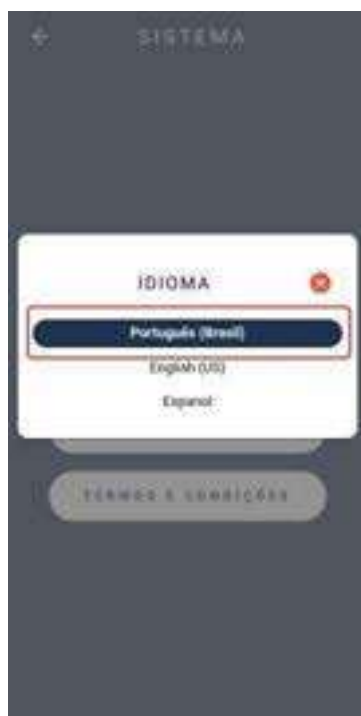 SISTEMA
IDIOMA
Português (Brasil)
English (US)
Espanol
TERMOS E CONDIÇÕES